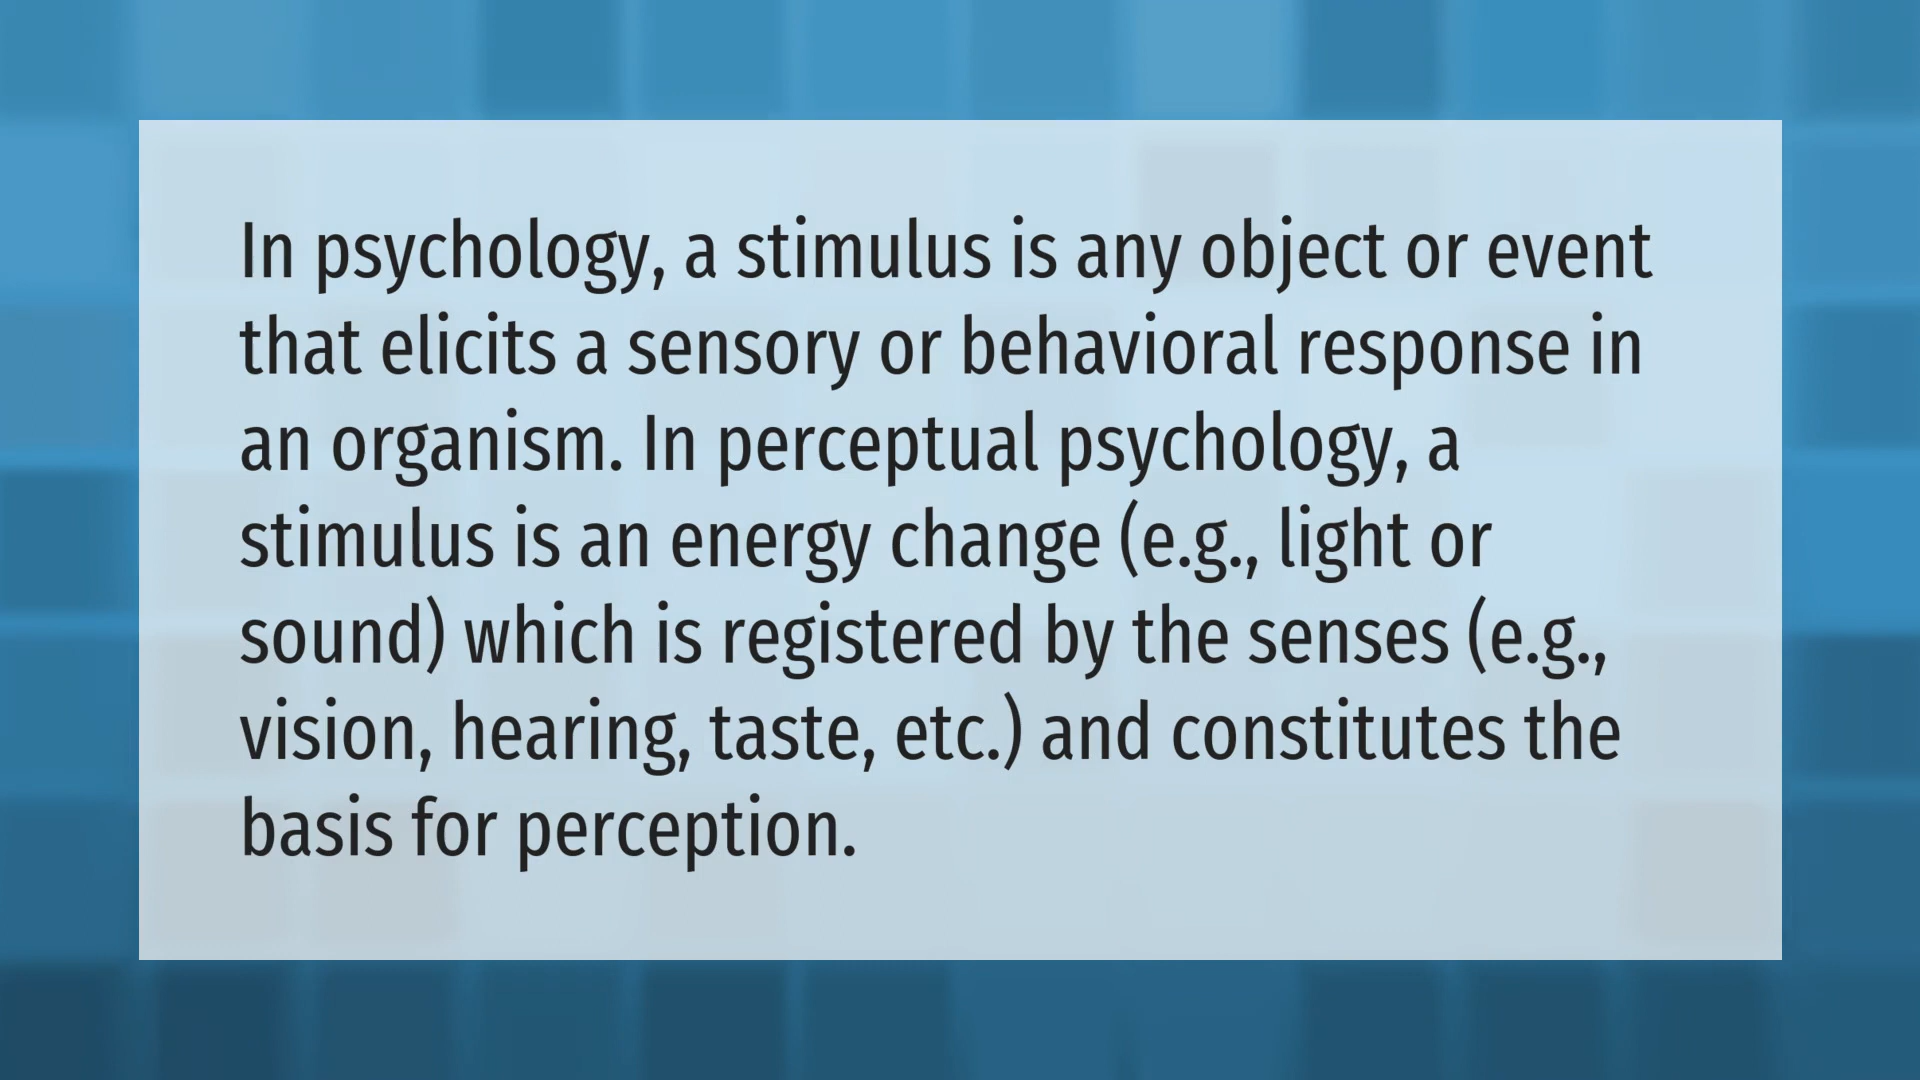 In psychology, a stimulus is any object or event
that elicits a sensory or behavioral response in
an organism. In perceptual psychology, a
stimulus is an energy change (e.g., light or
sound) which is registered by the senses (e.g.,
vision, hearing, taste, etc.) and constitutes the
basis for perception.